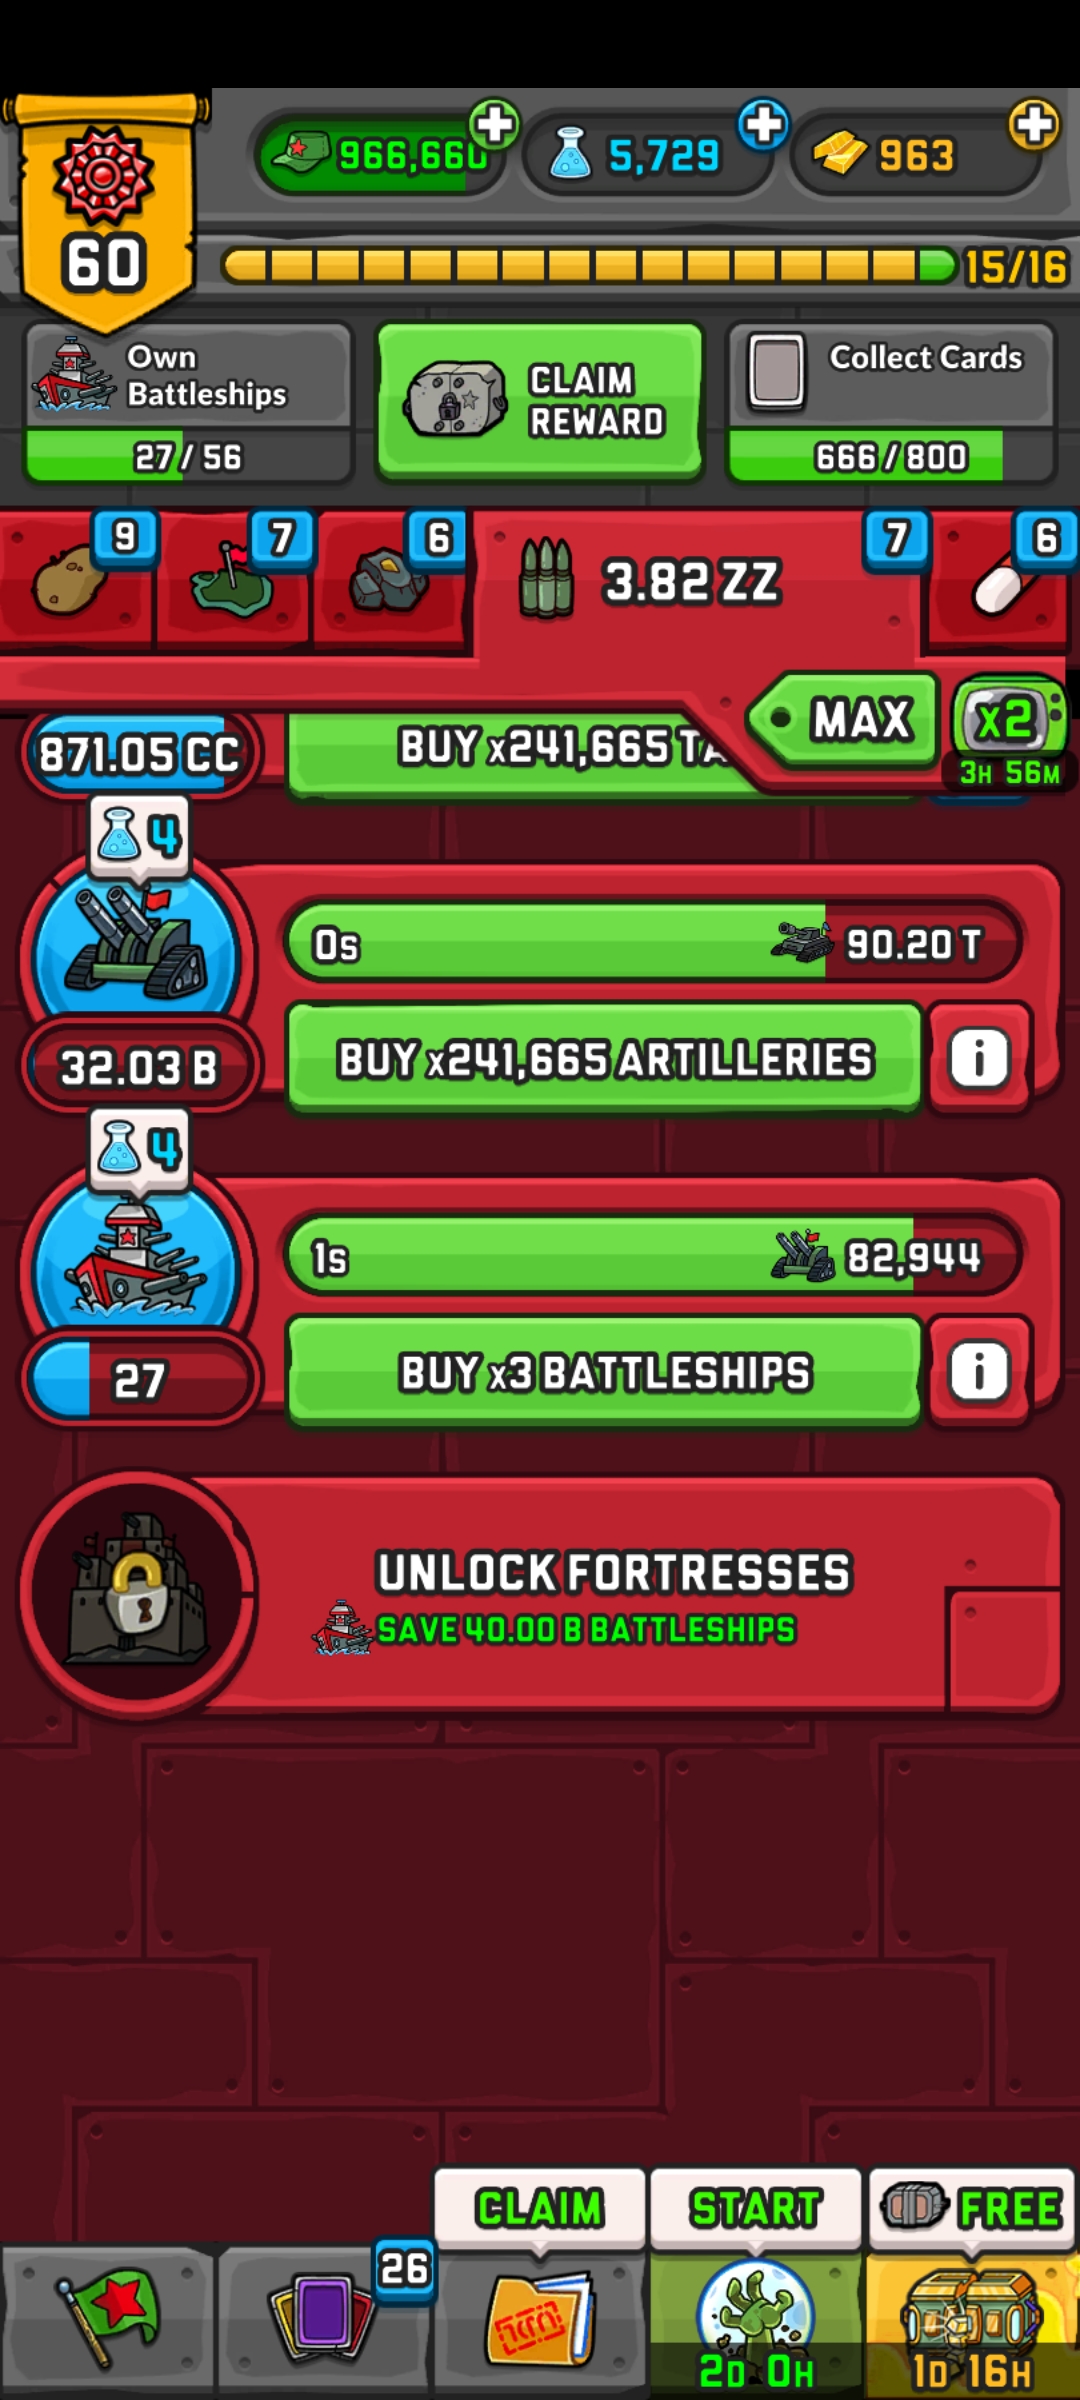 966,660
5,729
963
60
15/16
Own
Battleships
27/56
CLAIM
REWARD
Collect Cards
666/800
9
7
6
3.82 ZZ
7
6
MAX
x2
3H 56M
871.05 CC
BUY x241,665 TA
4
0s
90.20 T
32.03 B
BUY x241,665 ARTILLERIES
i
4
1s
82,944
27
BUY x3 BATTLESHIPS
i
UNLOCK FORTRESSES
SAVE 40.00 B BATTLESHIPS
CLAIM
START
FREE
26
2D 0H
1D 16H